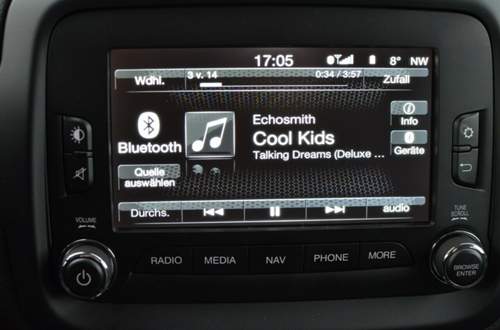 17:05 8° NW
Wdhl. 3 v. 14 0:34 / 3:57 Zufall
Echosmith
Info
Cool Kids
Bluetooth
Talking Dreams (Deluxe ... Geräte
Quelle
auswählen
Durchs. audio
VOLUME
TUNE
SCROLL
RADIO MEDIA NAV PHONE MORE
BROWSE
ENTER